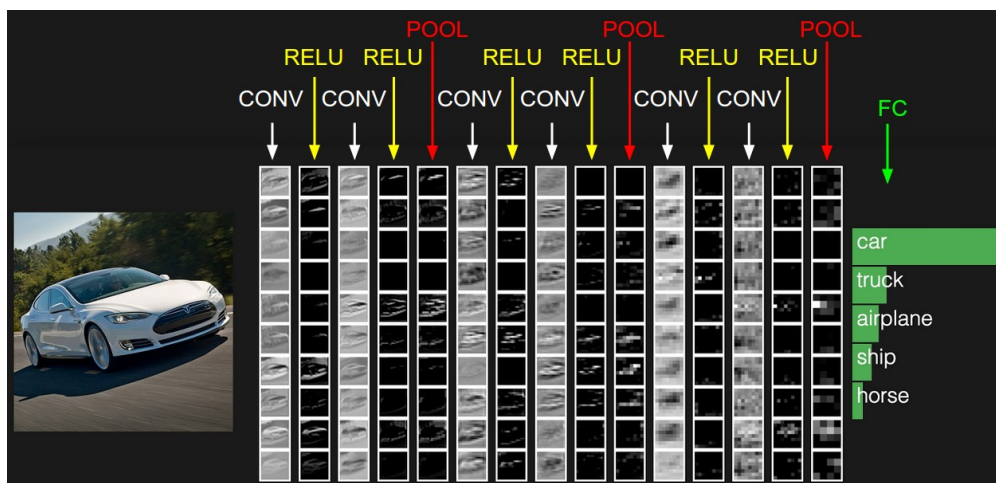 POOL POOL POOL
RELU RELU RELU RELU RELU RELU
CONV CONV CONV CONV CONV CONV
FC
car
truck
airplane
ship
horse